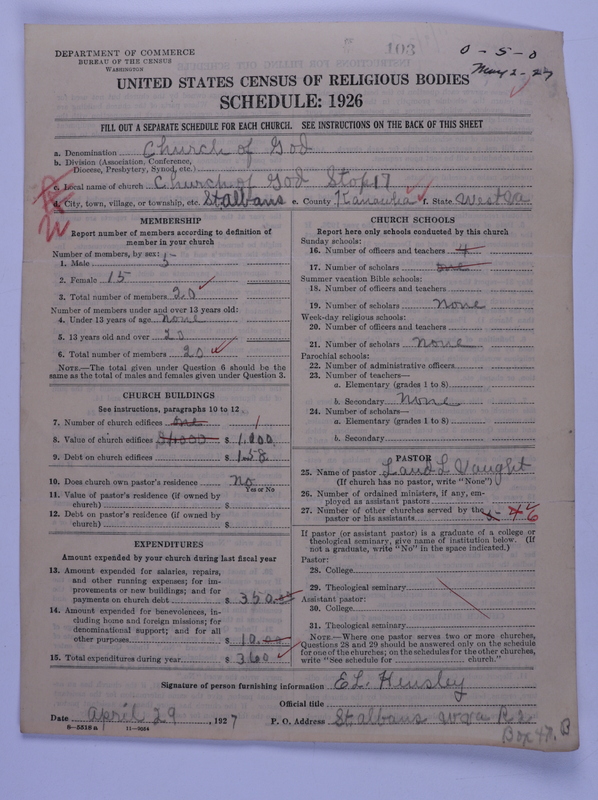 103
0 - 5 - 0
DEPARTMENT OF COMMERCE
BUREAU OF THE CENSUS
WASHINGTON
UNITED STATES CENSUS OF RELIGIOUS BODIES
SCHEDULE: 1926
FILL OUT A SEPARATE SCHEDULE FOR EACH CHURCH. SEE INSTRUCTIONS ON THE BACK OF THIS SHEET
a. Denomination Church of God
b. Division (Association, Conference,
Diocese, Presbytery, Synod, etc.)
c. Local name of church Church of God Stop 17
d. City, town, village, or township, etc. St albans e. County Kanawha f. State West Va
MEMBERSHIP
Report number of members according to definition of
member in your church
Number of members, by sex:
1. Male 5
2. Female 15
3. Total number of members 20
Number of members under and over 13 years old:
4. Under 13 years of age none
5. 13 years old and over 20
6. Total number of members 20
NOTE.—The total given under Question 6 should be the
same as the total of males and females given under Question 3.
CHURCH BUILDINGS
See instructions, paragraphs 10 to 12
7. Number of church edifices one 1
8. Value of church edifices $1000 $ 1.000
9. Debt on church edifices $ 158
10. Does church own pastor's residence No
Yes or No
11. Value of pastor's residence (if owned by
church) $
12. Debt on pastor's residence (if owned by
church) $
EXPENDITURES
Amount expended by your church during last fiscal year
13. Amount expended for salaries, repairs,
and other running expenses; for im-
provements or new buildings; and for
payments on church debt $ 350.00
14. Amount expended for benevolences, in-
cluding home and foreign missions; for
denominational support; and for all
other purposes $ 10.00
15. Total expenditures during year $ 360
CHURCH SCHOOLS
Report here only schools conducted by this church
Sunday schools:
16. Number of officers and teachers 4
17. Number of scholars one
Summer vacation Bible schools:
18. Number of officers and teachers
19. Number of scholars none
Week-day religious schools:
20. Number of officers and teachers
21. Number of scholars none
Parochial schools:
22. Number of administrative officers
23. Number of teachers—
a. Elementary (grades 1 to 8)
b. Secondary none
24. Number of scholars—
a. Elementary (grades 1 to 8)
b. Secondary
PASTOR
25. Name of pastor L Vaught
(If church has no pastor, write "None")
26. Number of ordained ministers, if any, em-
ployed as assistant pastors
27. Number of other churches served by the
pastor or his assistants
If pastor (or assistant pastor) is a graduate of a college or
theological seminary, give name of institution below. (If
not a graduate, write "No" in the space indicated.)
Pastor:
28. College
29. Theological seminary
Assistant pastor:
30. College
31. Theological seminary
NOTE.—Where one pastor serves two or more churches,
Questions 28 and 29 should be answered only on the schedule
for one of the churches; on the schedules for the other churches,
write "See schedule for church."
Signature of person furnishing information E L Hensley
Official title
Date April 29, 1927 P. O. Address St albans W va R 2
Box 47. B
8-5518 a 11-3664